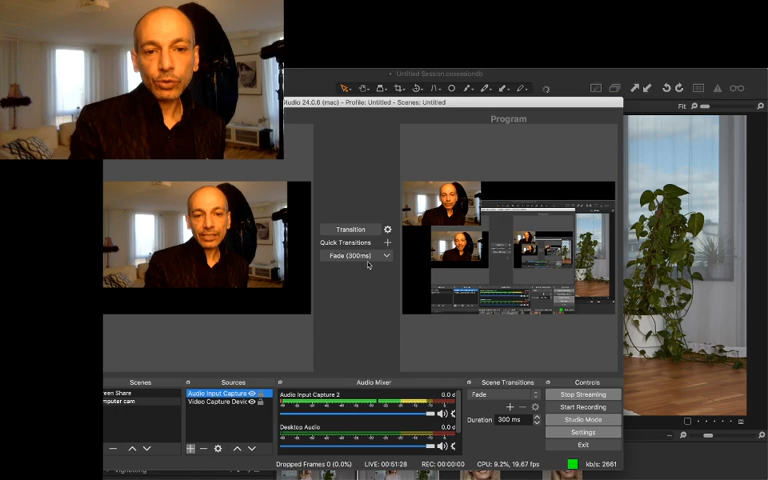 Untitled Session.cosessiondb
Studio 24.0.6 (mac) - Profile: Untitled - Scenes: Untitled
Fit
Program
Transition
Quick Transitions
Fade (300ms)
Scenes
Sources
Audio Mixer
Scene Transitions
Controls
reen Share
mputer cam
Audio Input Capture
Video Capture Devic
Audio Input Capture 2
0.0 d
Desktop Audio
0.0 d
Fade
Duration
300 ms
Stop Streaming
Start Recording
Studio Mode
Settings
Exit
Dropped Frames 0 (0.0%)
LIVE: 00:51:28
REC: 00:00:00
CPU: 9.2%, 19.67 fps
kb/s: 2661